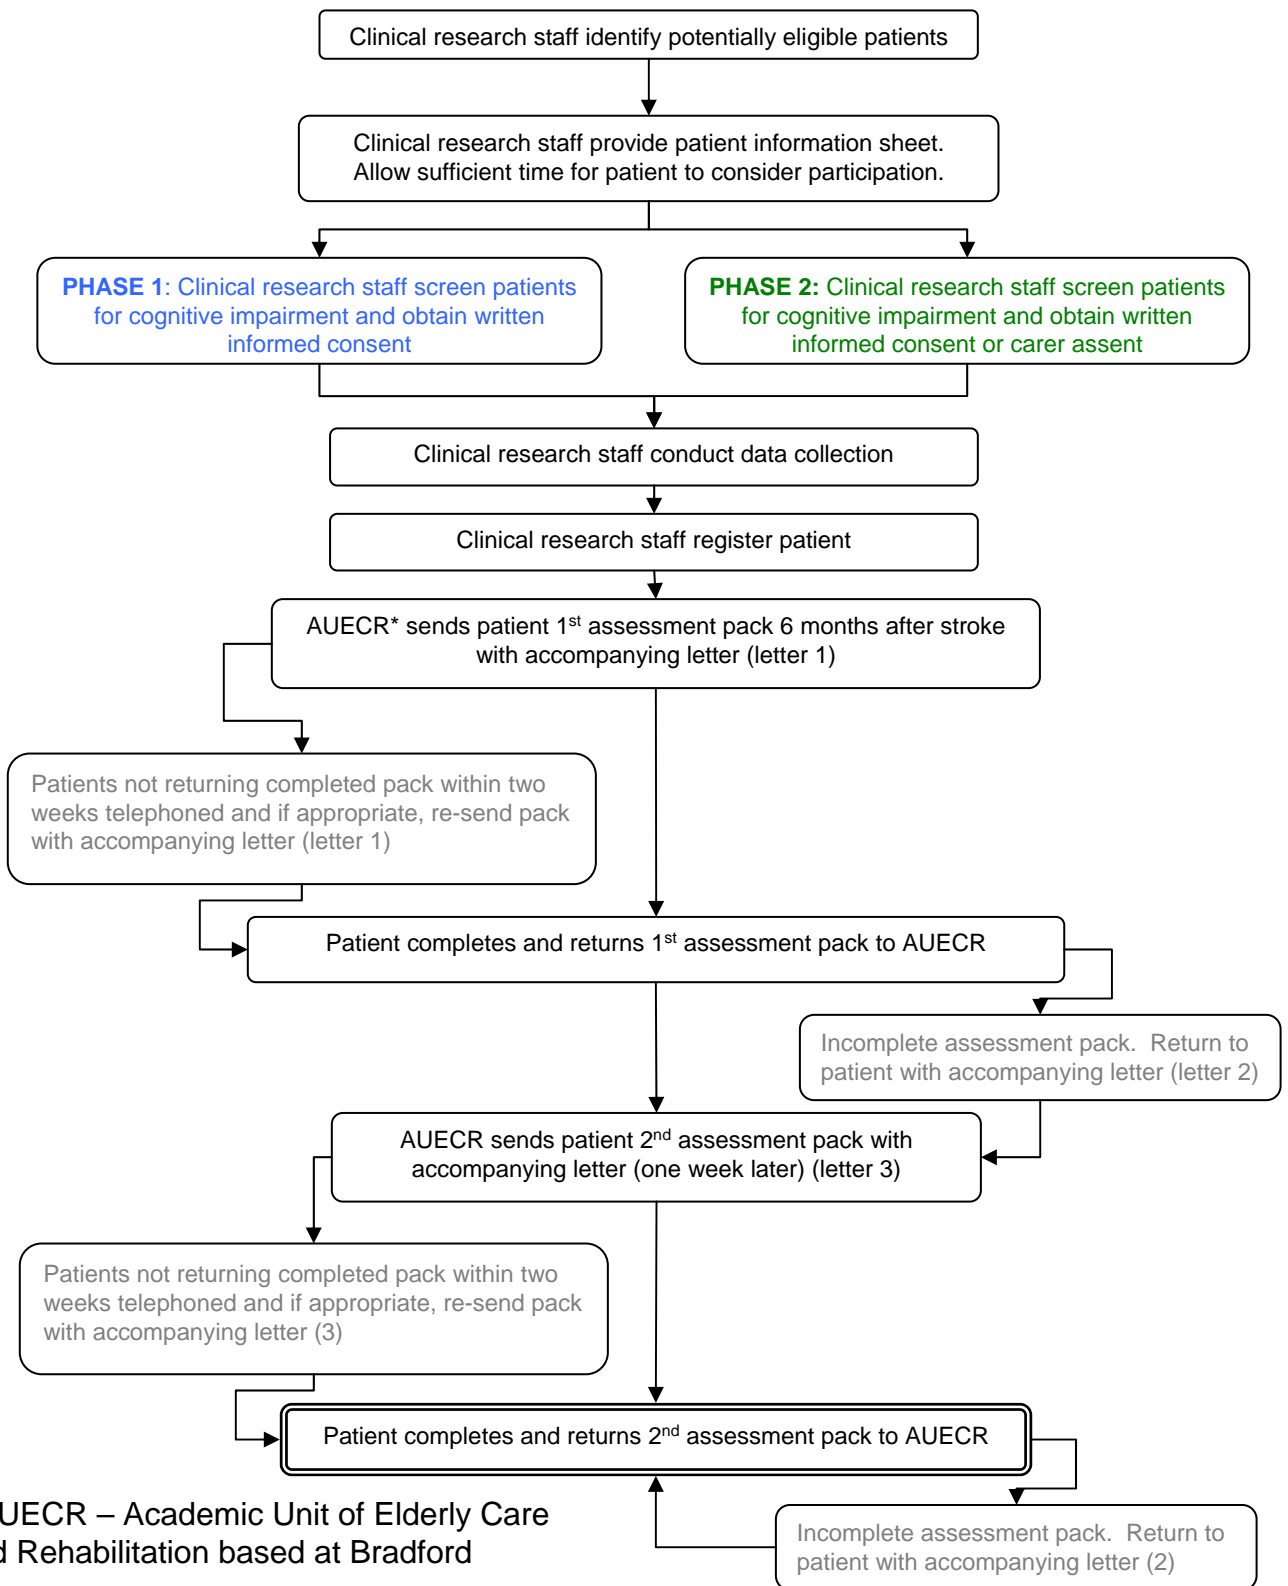 Clinical research staff identify potentially eligible patients
Clinical research staff provide patient information sheet.
Allow sufficient time for patient to consider participation.
PHASE 1: Clinical research staff screen patients
for cognitive impairment and obtain written
informed consent
PHASE 2: Clinical research staff screen patients
for cognitive impairment and obtain written
informed consent or carer assent
Clinical research staff conduct data collection
Clinical research staff register patient
AUECR* sends patient 1st assessment pack 6 months after stroke
with accompanying letter (letter 1)
Patients not returning completed pack within two
weeks telephoned and if appropriate, re-send pack
with accompanying letter (letter 1)
Patient completes and returns 1st assessment pack to AUECR
Incomplete assessment pack.  Return to
patient with accompanying letter (letter 2)
AUECR sends patient 2nd assessment pack with
accompanying letter (one week later) (letter 3)
Patients not returning completed pack within two
weeks telephoned and if appropriate, re-send pack
with accompanying letter (3)
Patient completes and returns 2nd assessment pack to AUECR
Incomplete assessment pack.  Return to
patient with accompanying letter (2)
UECR – Academic Unit of Elderly Care
d Rehabilitation based at Bradford